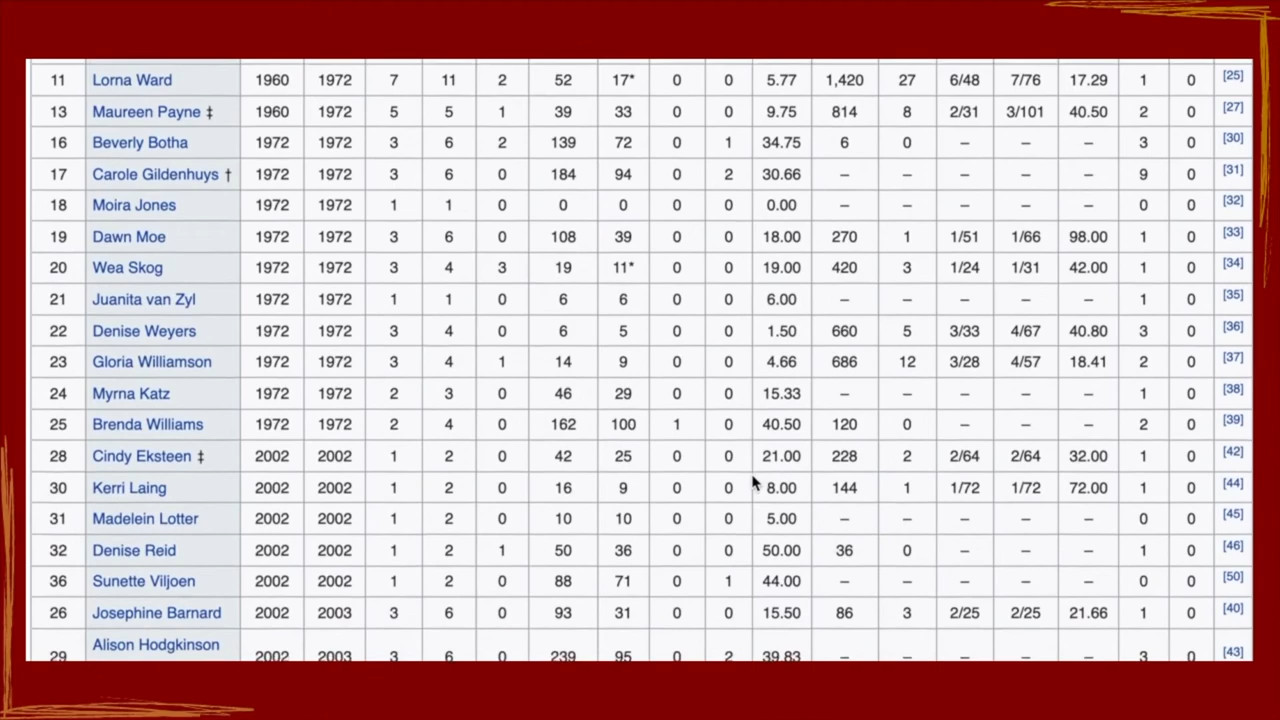 11 Lorna Ward 1960 1972 7 11 2 52 17* 0 0 5.77 1,420 27 6/48 7/76 17.29 1 0 [25]
13 Maureen Payne ‡ 1960 1972 5 5 1 39 33 0 0 9.75 814 8 2/31 3/101 40.50 2 0 [27]
16 Beverly Botha 1972 1972 3 6 2 139 72 0 1 34.75 6 0 – – – 3 0 [30]
17 Carole Gildenhuys † 1972 1972 3 6 0 184 94 0 2 30.66 – – – – – 9 0 [31]
18 Moira Jones 1972 1972 1 1 0 0 0 0 0 0.00 – – – – – 0 0 [32]
19 Dawn Moe 1972 1972 3 6 0 108 39 0 0 18.00 270 1 1/51 1/66 98.00 1 0 [33]
20 Wea Skog 1972 1972 3 4 3 19 11* 0 0 19.00 420 3 1/24 1/31 42.00 1 0 [34]
21 Juanita van Zyl 1972 1972 1 1 0 6 6 0 0 6.00 – – – – – 1 0 [35]
22 Denise Weyers 1972 1972 3 4 0 6 5 0 0 1.50 660 5 3/33 4/67 40.80 3 0 [36]
23 Gloria Williamson 1972 1972 3 4 1 14 9 0 0 4.66 686 12 3/28 4/57 18.41 2 0 [37]
24 Myrna Katz 1972 1972 2 3 0 46 29 0 0 15.33 – – – – – 1 0 [38]
25 Brenda Williams 1972 1972 2 4 0 162 100 1 0 40.50 120 0 – – – 2 0 [39]
28 Cindy Eksteen ‡ 2002 2002 1 2 0 42 25 0 0 21.00 228 2 2/64 2/64 32.00 1 0 [42]
30 Kerri Laing 2002 2002 1 2 0 16 9 0 0 8.00 144 1 1/72 1/72 72.00 1 0 [44]
31 Madelein Lotter 2002 2002 1 2 0 10 10 0 0 5.00 – – – – – 0 0 [45]
32 Denise Reid 2002 2002 1 2 1 50 36 0 0 50.00 36 0 – – – 1 0 [46]
36 Sunette Viljoen 2002 2002 1 2 0 88 71 0 1 44.00 – – – – – 0 0 [50]
26 Josephine Barnard 2002 2003 3 6 0 93 31 0 0 15.50 86 3 2/25 2/25 21.66 1 0 [40]
29 Alison Hodgkinson 2002 2003 3 6 0 239 95 0 2 39.83 – – – – – 3 0 [43]